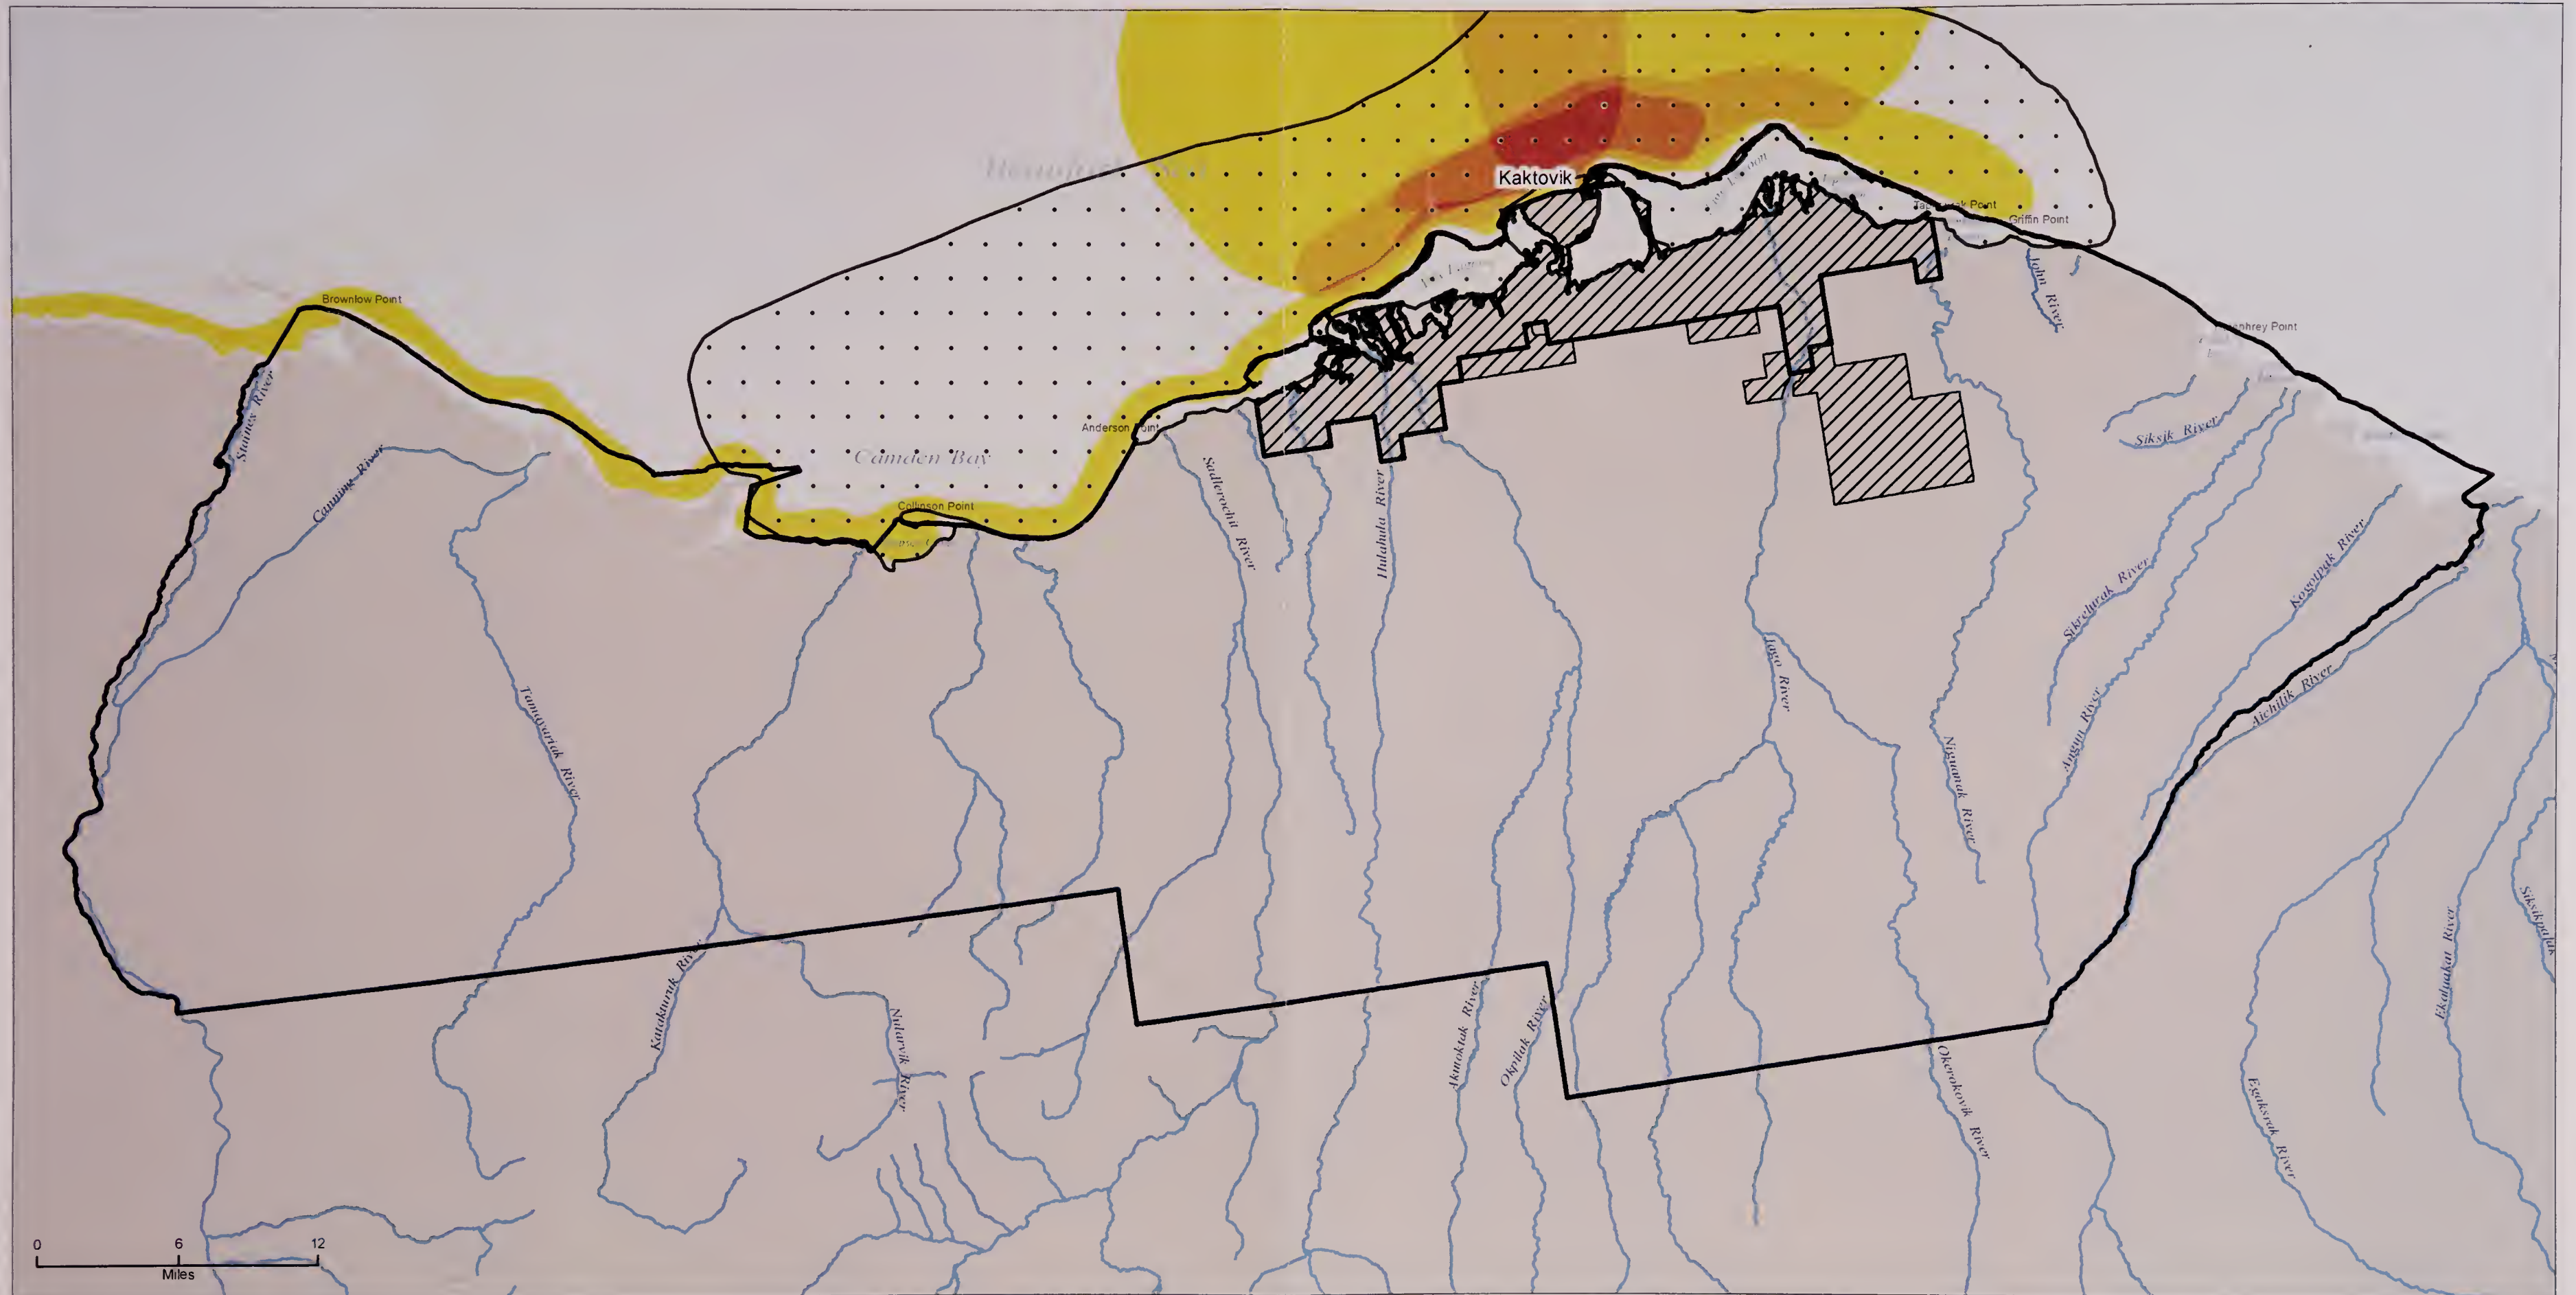 Kaktovik
Griffin Point
Brownlow Point
John River
Anderson Point
Camden Bay
Collinson Point
Staines River
Canning River
Siksik River
Sadlerochit River
Hulahula River
Sikrelurak River
Kogotpak River
Jago River
Aichilik River
Angun River
Tamayariak River
Niguanak River
Katakturuk River
Nularvik River
Akutoktak River
Okpilak River
Okerokovik River
Ekaluakat River
Egaksrak River
0 6 12
Miles